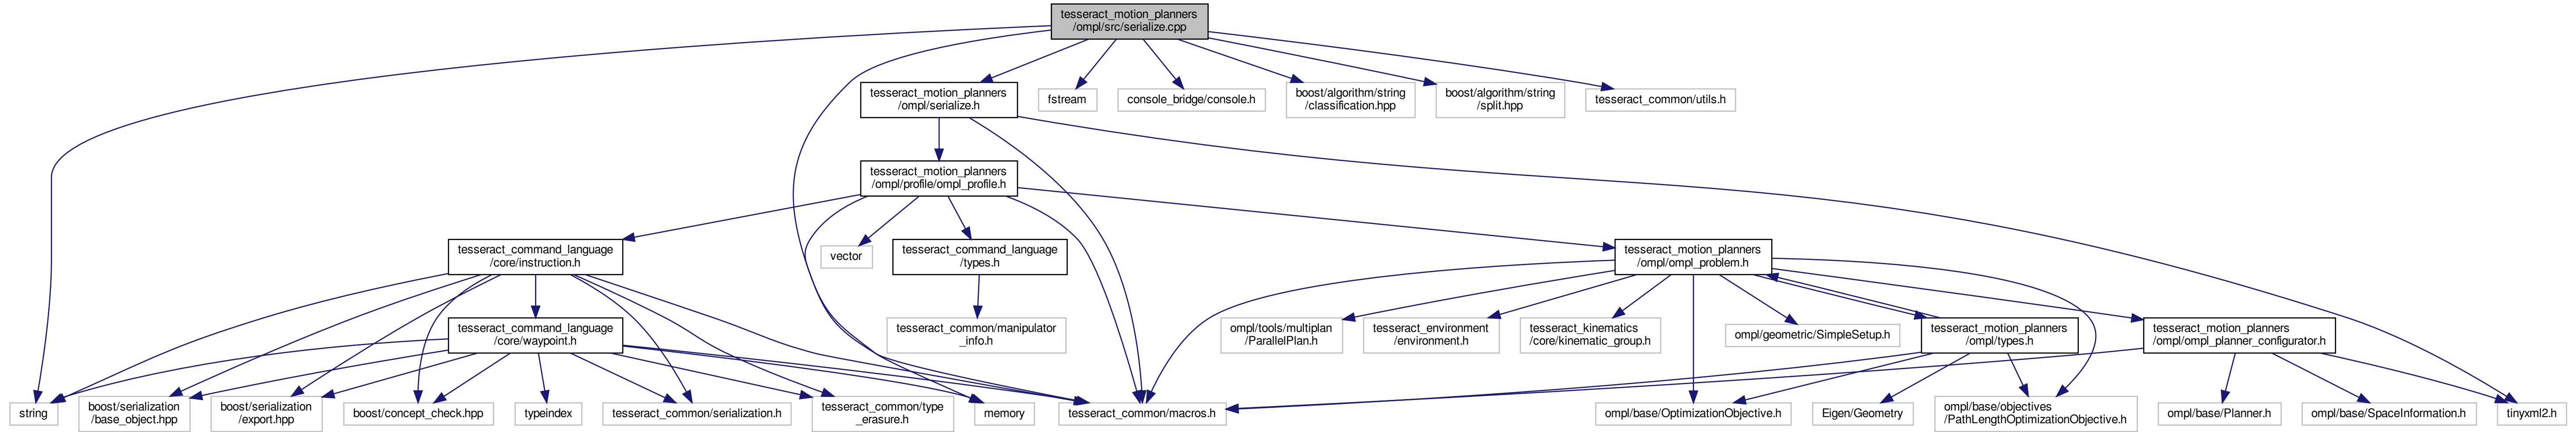 tesseract_motion_planners
/ompl/src/serialize.cpp
tesseract_motion_planners
/ompl/serialize.h
fstream
console_bridge/console.h
boost/algorithm/string
/classification.hpp
boost/algorithm/string
/split.hpp
tesseract_common/utils.h
tesseract_motion_planners
/ompl/profile/ompl_profile.h
tesseract_command_language
/core/instruction.h
vector
tesseract_command_language
/types.h
tesseract_motion_planners
/ompl/ompl_problem.h
tesseract_command_language
/core/waypoint.h
tesseract_common/manipulator
_info.h
ompl/tools/multiplan
/ParallelPlan.h
tesseract_environment
/environment.h
tesseract_kinematics
/core/kinematic_group.h
ompl/geometric/SimpleSetup.h
tesseract_motion_planners
/ompl/types.h
tesseract_motion_planners
/ompl/ompl_planner_configurator.h
string
boost/serialization
/base_object.hpp
boost/serialization
/export.hpp
boost/concept_check.hpp
typeindex
tesseract_common/serialization.h
tesseract_common/type
_erasure.h
memory
tesseract_common/macros.h
ompl/base/OptimizationObjective.h
Eigen/Geometry
ompl/base/objectives
/PathLengthOptimizationObjective.h
ompl/base/Planner.h
ompl/base/SpaceInformation.h
tinyxml2.h